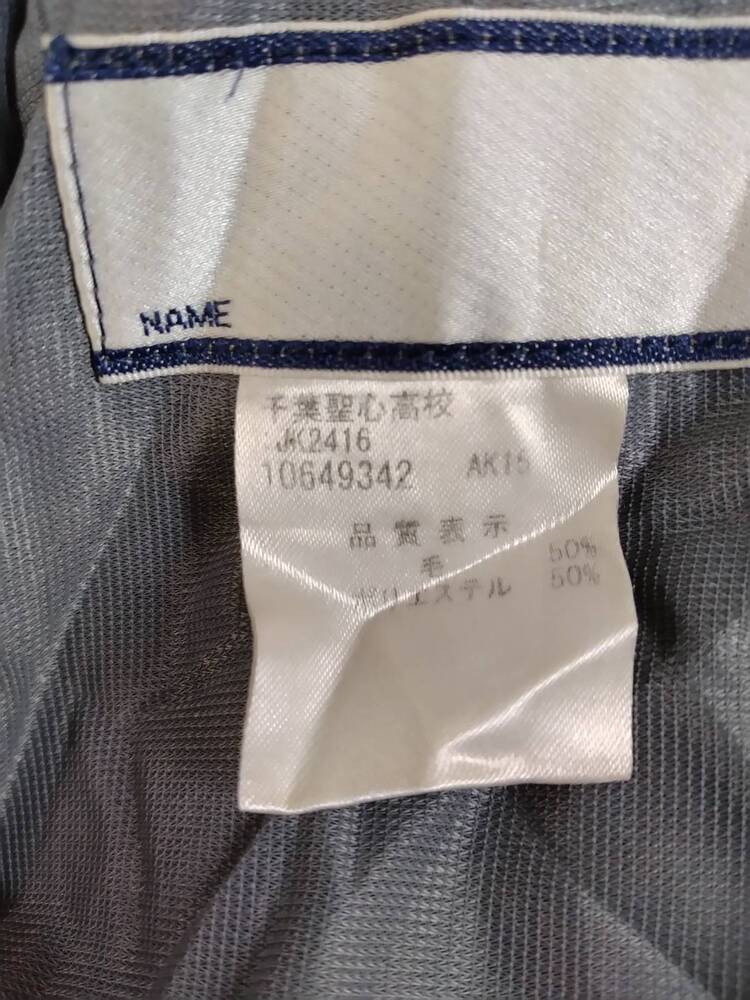 NAME
千葉聖心高校
JK2416
10649342 AK15
品質表示
毛 50%
ポリエステル 50%